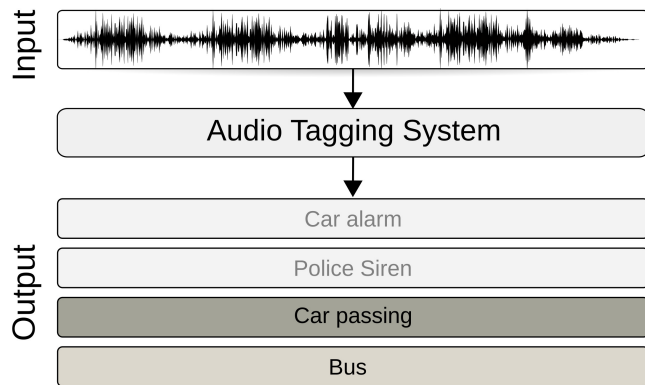 Input
Audio Tagging System
Output
Car alarm
Police Siren
Car passing
Bus